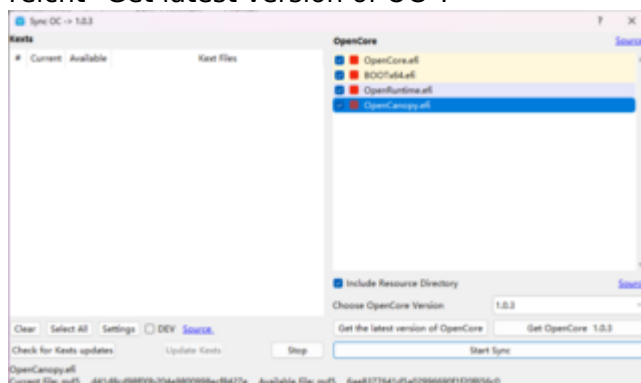 Sync OC -> 1.0.3
? ×
Kexts
# Current Available Kext Files
OpenCore
Source
OpenCore.efi
BOOTx64.efi
OpenRuntime.efi
OpenCanopy.efi
Include Resource Directory
Source
Choose OpenCore Version 1.0.3
Clear Select All Settings DEV Source.
Get the latest version of OpenCore Get OpenCore 1.0.3
Check for Kexts updates Update Kexts Stop
Start Sync
OpenCanopy.efi
Current File: md5 Available File: md5